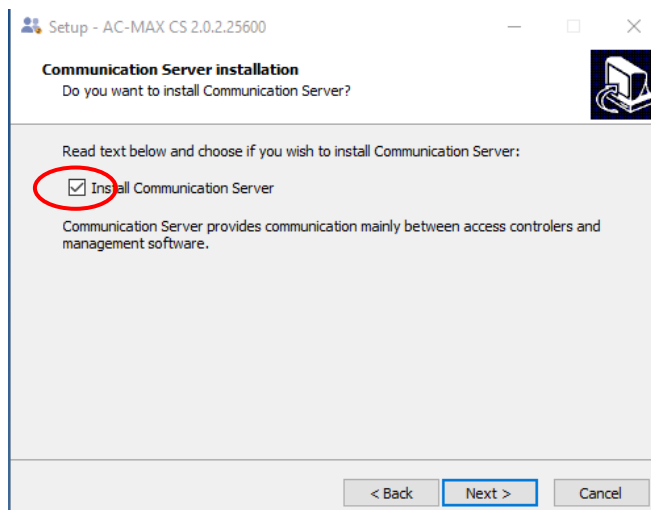 Setup - AC-MAX CS 2.0.2.25600
Communication Server installation
Do you want to install Communication Server?
Read text below and choose if you wish to install Communication Server:
Install Communication Server
Communication Server provides communication mainly between access controlers and
management software.
< Back Next > Cancel